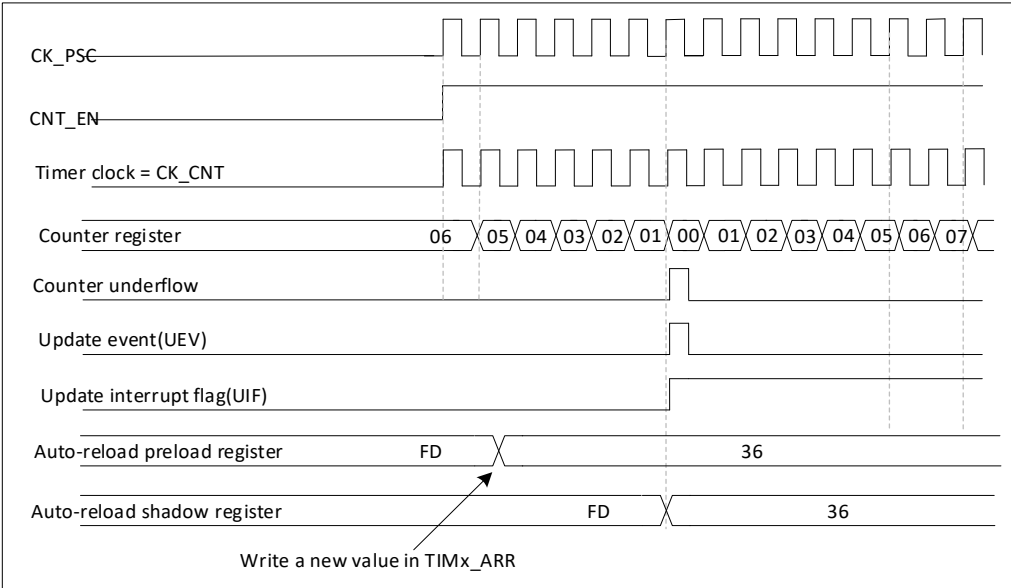 CK_PSC
CNT_EN
Timer clock = CK_CNT
Counter register 06 05 04 03 02 01 00 01 02 03 04 05 06 07
Counter underflow
Update event(UEV)
Update interrupt flag(UIF)
Auto-reload preload register FD 36
Auto-reload shadow register FD 36
Write a new value in TIMx_ARR